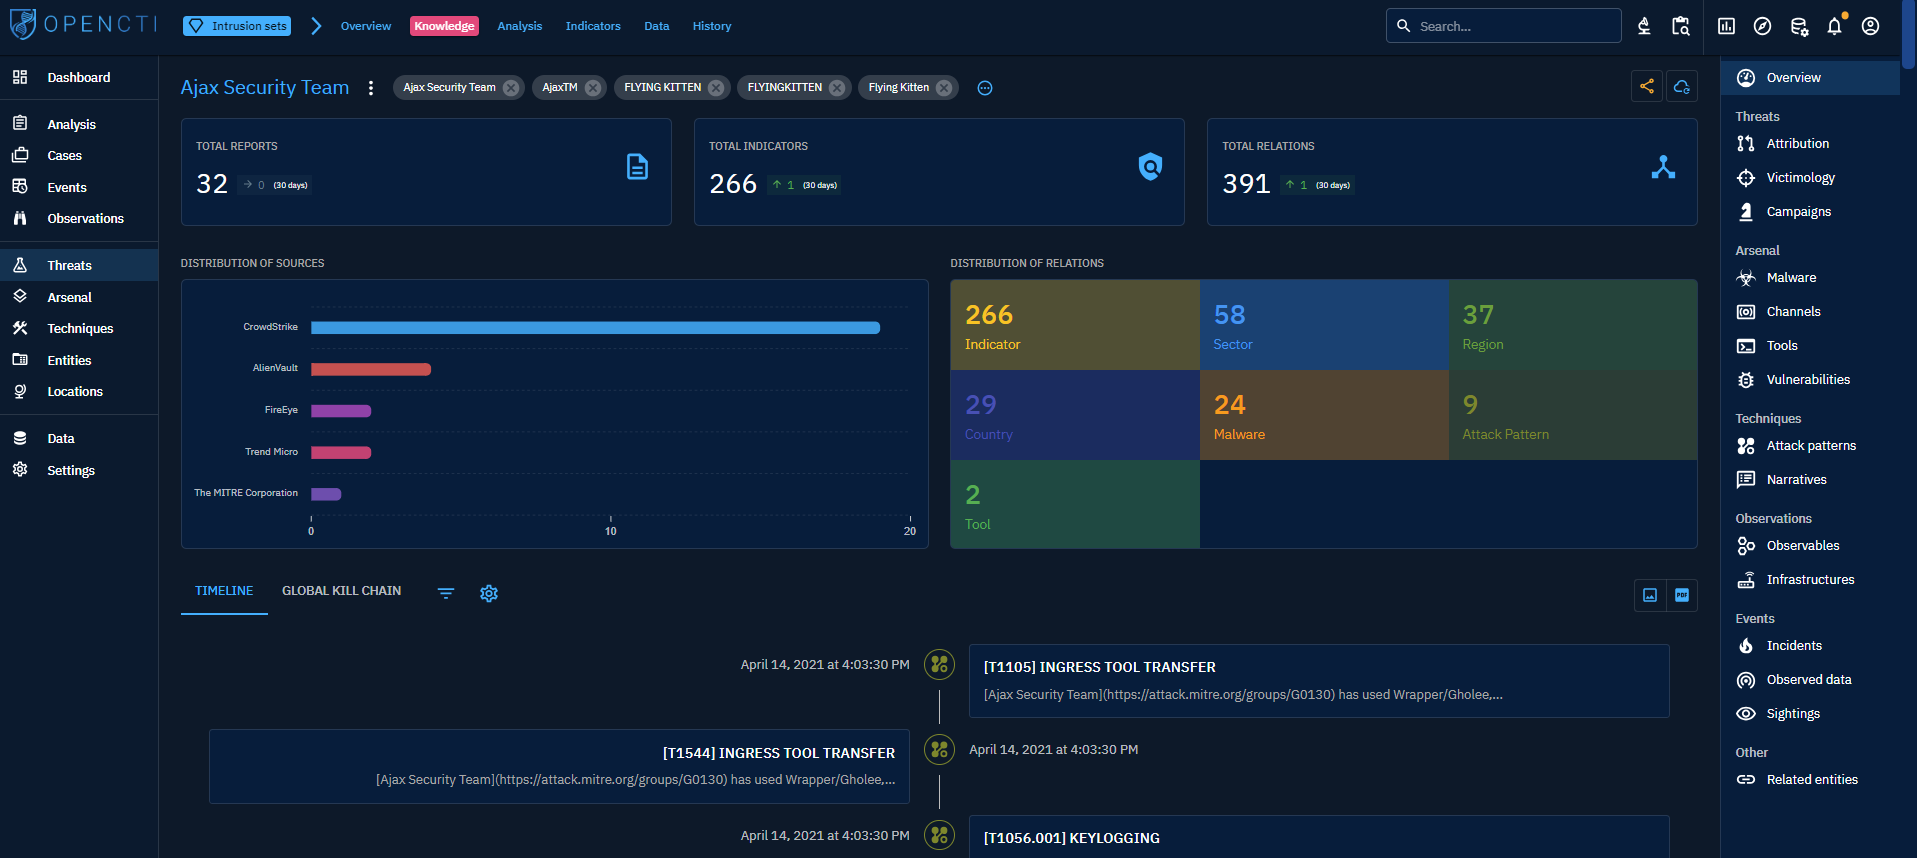 OPENCTI
Intrusion sets
Overview
Knowledge
Analysis
Indicators
Data
History
Search...
Dashboard
Analysis
Cases
Events
Observations
Threats
Arsenal
Techniques
Entities
Locations
Data
Settings
Ajax Security Team
Ajax Security Team
AjaxTM
FLYING KITTEN
FLYINGKITTEN
Flying Kitten
TOTAL REPORTS
32 0 (30 days)
TOTAL INDICATORS
266 1 (30 days)
TOTAL RELATIONS
391 1 (30 days)
DISTRIBUTION OF SOURCES
CrowdStrike
AlienVault
FireEye
Trend Micro
The MITRE Corporation
0 10 20
DISTRIBUTION OF RELATIONS
266
Indicator
58
Sector
37
Region
29
Country
24
Malware
9
Attack Pattern
2
Tool
TIMELINE
GLOBAL KILL CHAIN
PDF
April 14, 2021 at 4:03:30 PM
[T1105] INGRESS TOOL TRANSFER
[Ajax Security Team](https://attack.mitre.org/groups/G0130) has used Wrapper/Gholee,...
[T1544] INGRESS TOOL TRANSFER
[Ajax Security Team](https://attack.mitre.org/groups/G0130) has used Wrapper/Gholee,...
April 14, 2021 at 4:03:30 PM
April 14, 2021 at 4:03:30 PM
[T1056.001] KEYLOGGING
Overview
Threats
Attribution
Victimology
Campaigns
Arsenal
Malware
Channels
Tools
Vulnerabilities
Techniques
Attack patterns
Narratives
Observations
Observables
Infrastructures
Events
Incidents
Observed data
Sightings
Other
Related entities